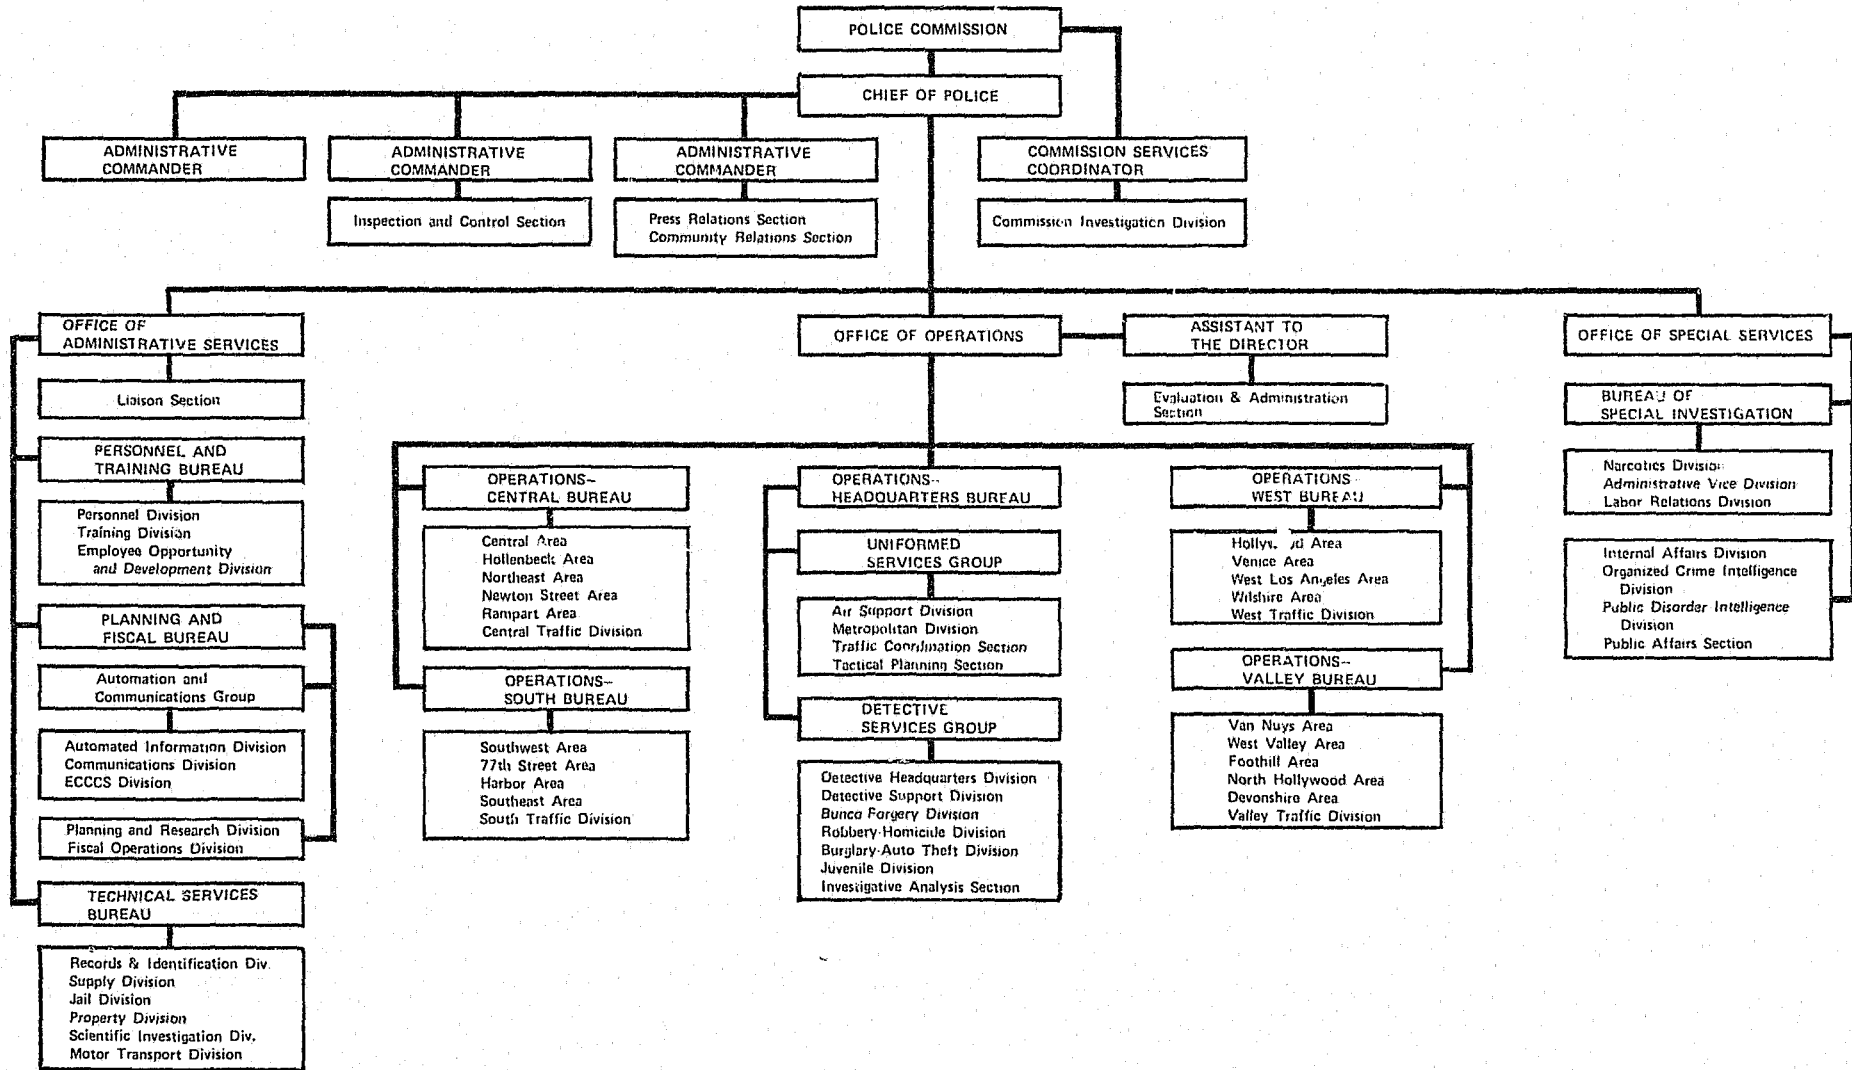 POLICE COMMISSION
CHIEF OF POLICE
ADMINISTRATIVE
COMMANDER
ADMINISTRATIVE
COMMANDER
Inspection and Control Section
ADMINISTRATIVE
COMMANDER
Press Relations Section
Community Relations Section
COMMISSION SERVICES
COORDINATOR
Commission Investigation Division
OFFICE OF
ADMINISTRATIVE SERVICES
Liaison Section
PERSONNEL AND
TRAINING BUREAU
Personnel Division
Training Division
Employee Opportunity
and Development Division
PLANNING AND
FISCAL BUREAU
Automation and
Communications Group
Automated Information Division
Communications Division
ECCCS Division
Planning and Research Division
Fiscal Operations Division
TECHNICAL SERVICES
BUREAU
Records & Identification Div.
Supply Division
Jail Division
Property Division
Scientific Investigation Div.
Motor Transport Division
OFFICE OF OPERATIONS
ASSISTANT TO
THE DIRECTOR
Evaluation & Administration
Section
OPERATIONS–
CENTRAL BUREAU
Central Area
Hollenbeck Area
Northeast Area
Newton Street Area
Rampart Area
Central Traffic Division
OPERATIONS–
SOUTH BUREAU
Southwest Area
77th Street Area
Harbor Area
Southeast Area
South Traffic Division
OPERATIONS--
HEADQUARTERS BUREAU
UNIFORMED
SERVICES GROUP
Air Support Division
Metropolitan Division
Traffic Coordination Section
Tactical Planning Section
DETECTIVE
SERVICES GROUP
Detective Headquarters Division
Detective Support Division
Bunco Forgery Division
Robbery-Homicide Division
Burglary-Auto Theft Division
Juvenile Division
Investigative Analysis Section
OPERATIONS
WEST BUREAU
Area
Venice Area
West Los Angeles Area
Wilshire Area
West Traffic Division
OPERATIONS--
VALLEY BUREAU
Van Nuys Area
West Valley Area
Foothill Area
North Hollywood Area
Devonshire Area
Valley Traffic Division
OFFICE OF SPECIAL SERVICES
BUREAU OF
SPECIAL INVESTIGATION
Narcotics Division
Administrative Vice Division
Labor Relations Division
Internal Affairs Division
Organized Crime Intelligence
Division
Public Disorder Intelligence
Division
Public Affairs Section